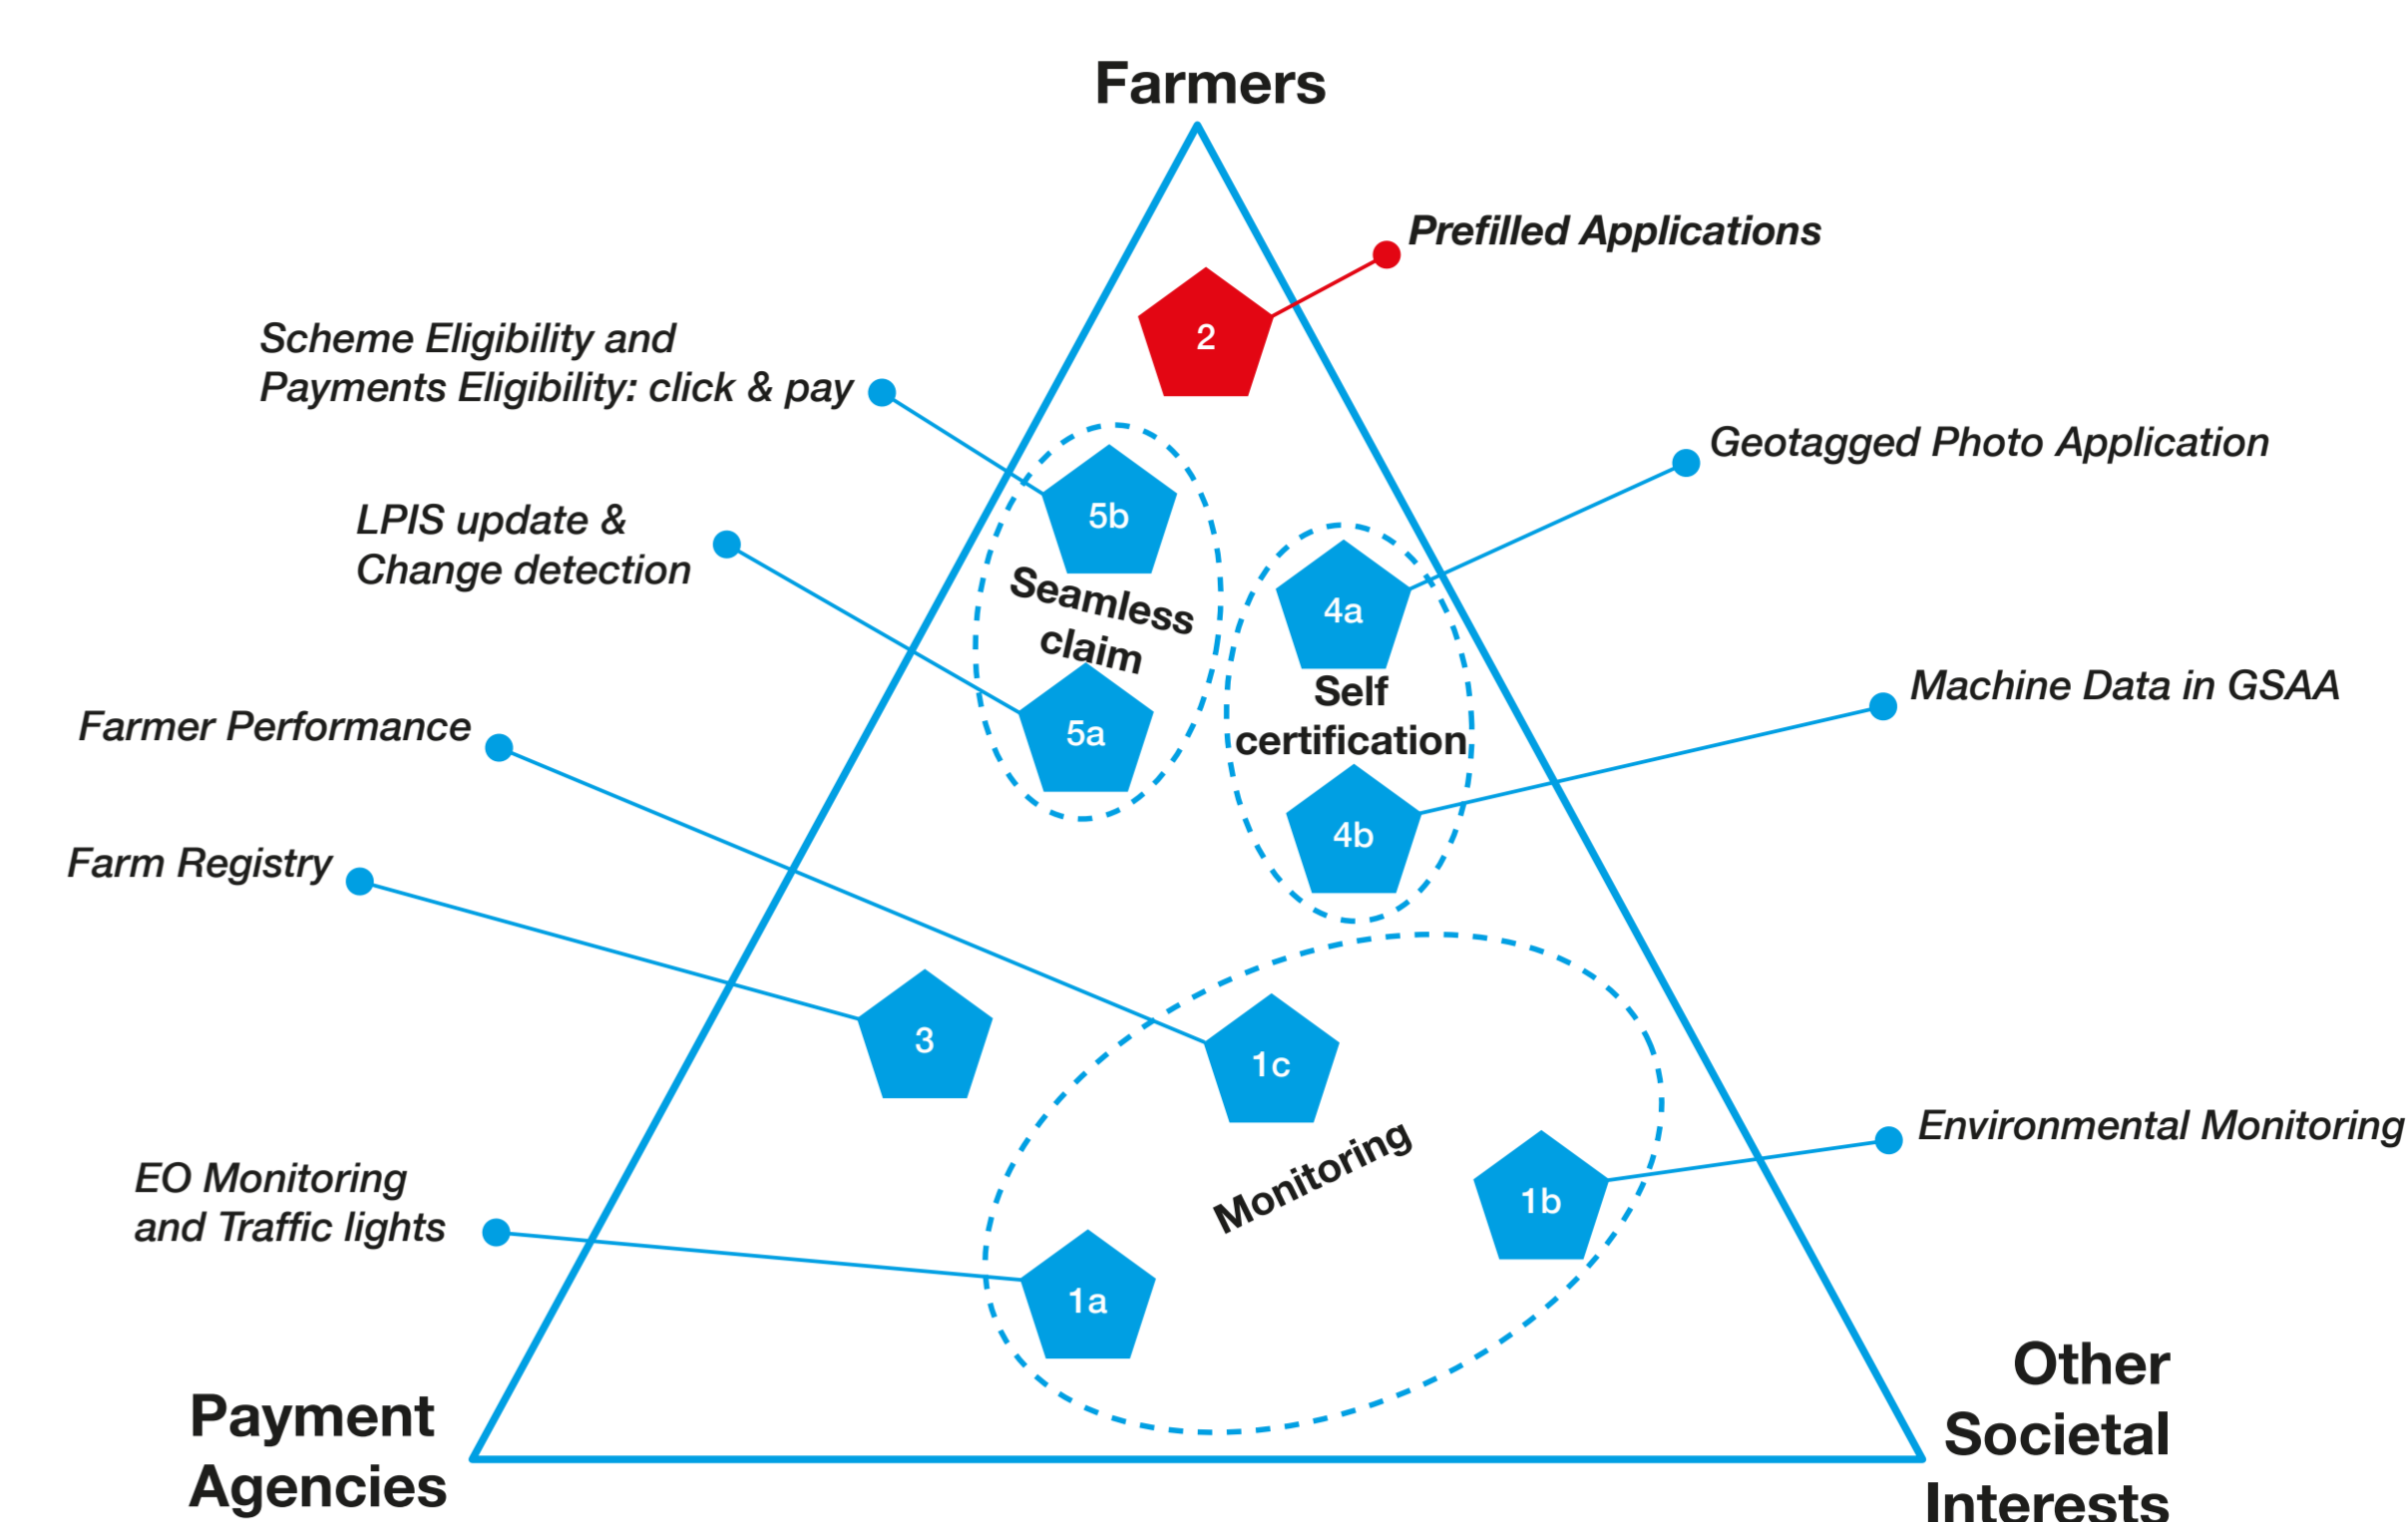 Farmers
Prefilled Applications
2
Scheme Eligibility and
Payments Eligibility: click & pay
Geotagged Photo Application
5b
LPIS update &
Change detection
Seamless
claim
4a
Self
certification
Machine Data in GSAA
Farmer Performance
5a
4b
Farm Registry
3
1c
Monitoring
Environmental Monitoring
EO Monitoring
and Traffic lights
1b
1a
Payment
Agencies
Other
Societal
Interests